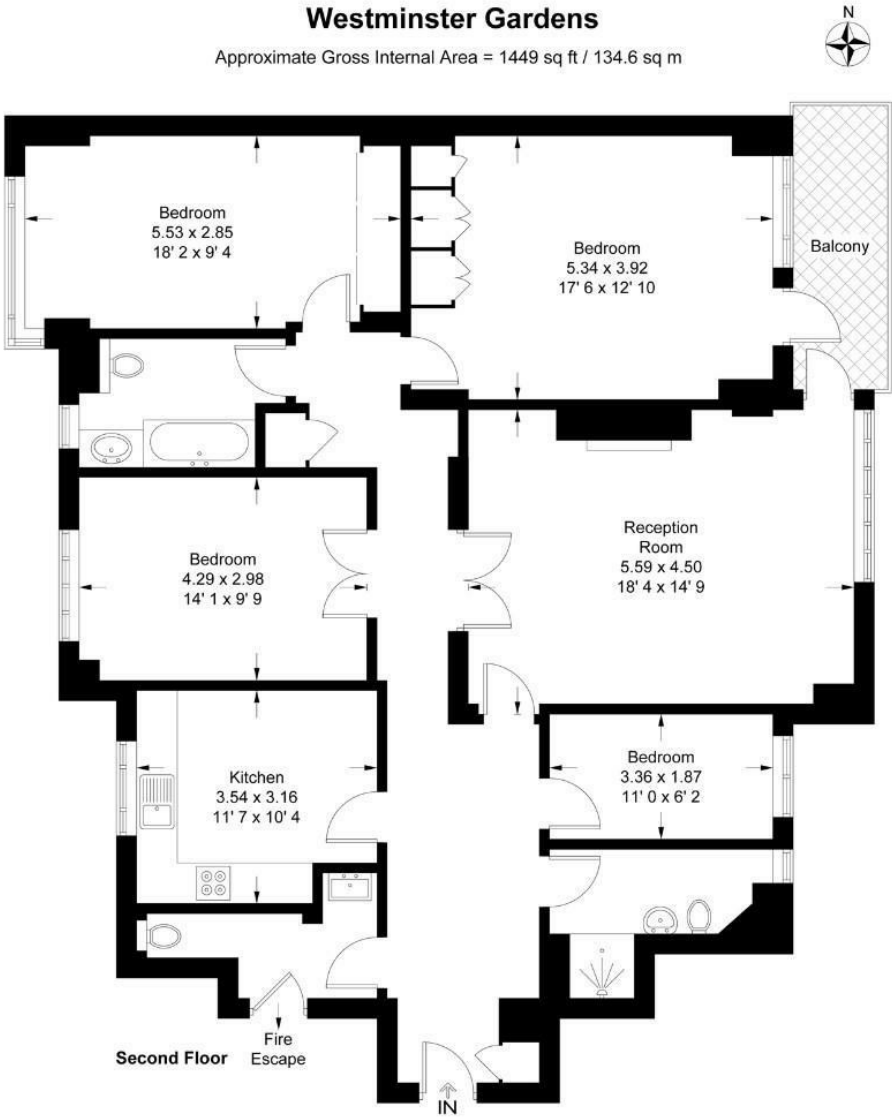 Westminster Gardens
Approximate Gross Internal Area = 1449 sq ft / 134.6 sq m
N
Bedroom
5.53 x 2.85
18' 2 x 9' 4
Bedroom
5.34 x 3.92
17' 6 x 12' 10
Balcony
Bedroom
4.29 x 2.98
14' 1 x 9' 9
Reception
Room
5.59 x 4.50
18' 4 x 14' 9
Kitchen
3.54 x 3.16
11' 7 x 10' 4
Bedroom
3.36 x 1.87
11' 0 x 6' 2
Second Floor
Fire
Escape
IN